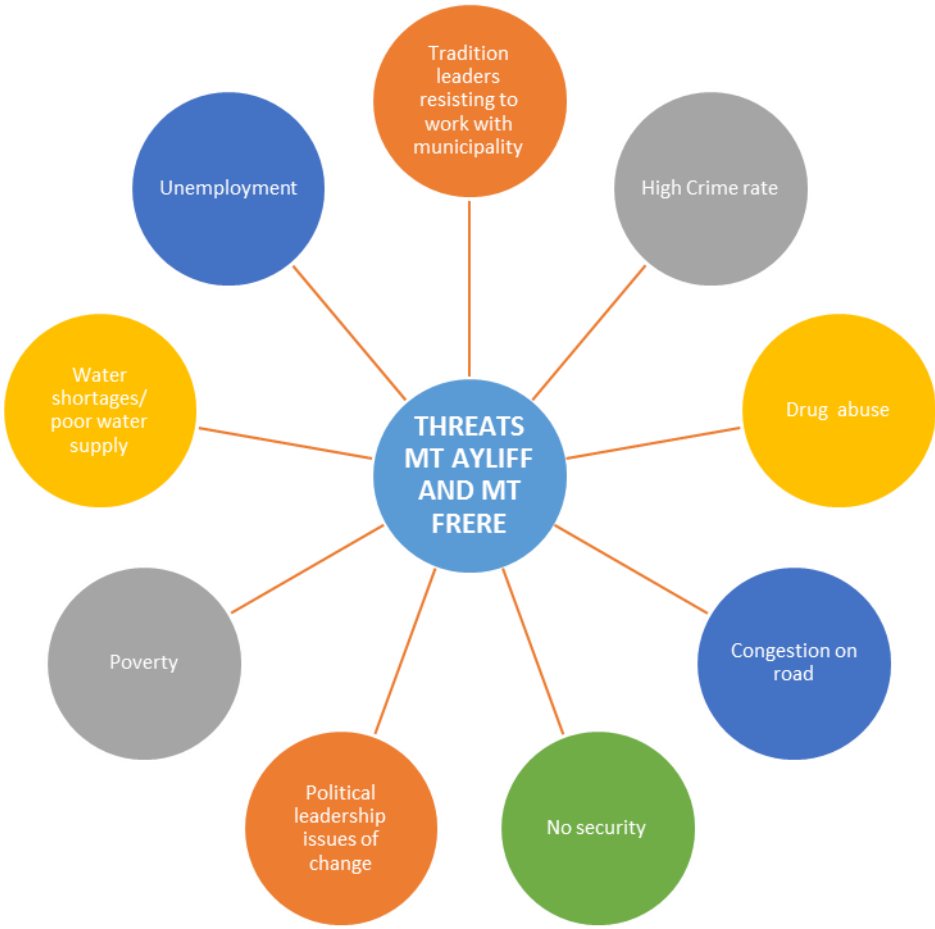 Tradition
leaders
resisting to
work with
municipality
High Crime rate
Drug abuse
Congestion on
road
No security
Political
leadership
issues of
change
Poverty
Water
shortages/
poor water
supply
Unemployment
THREATS
MT AYLIFF
AND MT
FRERE